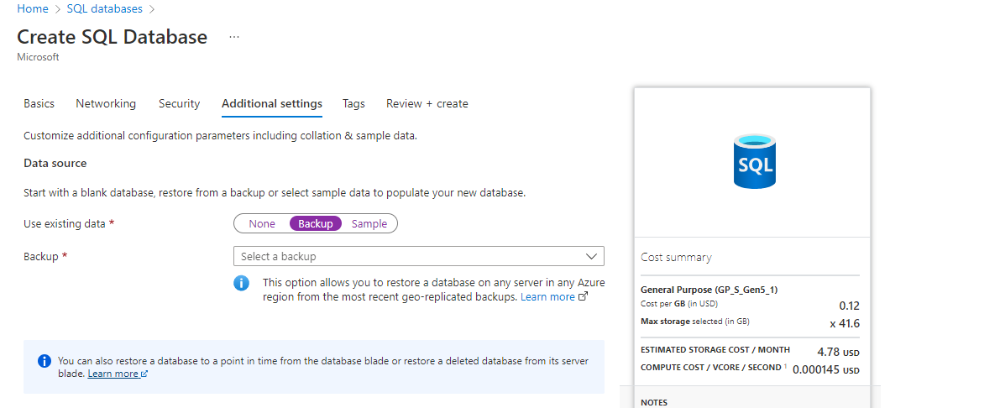 Home > SQL databases >
Create SQL Database ...
Microsoft
Basics Networking Security Additional settings Tags Review + create
Customize additional configuration parameters including collation & sample data.
Data source
Start with a blank database, restore from a backup or select sample data to populate your new database.
Use existing data * None Backup Sample
Backup * Select a backup
This option allows you to restore a database on any server in any Azure
region from the most recent geo-replicated backups. Learn more
You can also restore a database to a point in time from the database blade or restore a deleted database from its server
blade. Learn more
SQL
Cost summary
General Purpose (GP_S_Gen5_1)
Cost per GB (in USD) 0.12
Max storage selected (in GB) x 41.6
ESTIMATED STORAGE COST / MONTH 4.78 USD
COMPUTE COST / VCORE / SECOND 1 0.000145 USD
NOTES